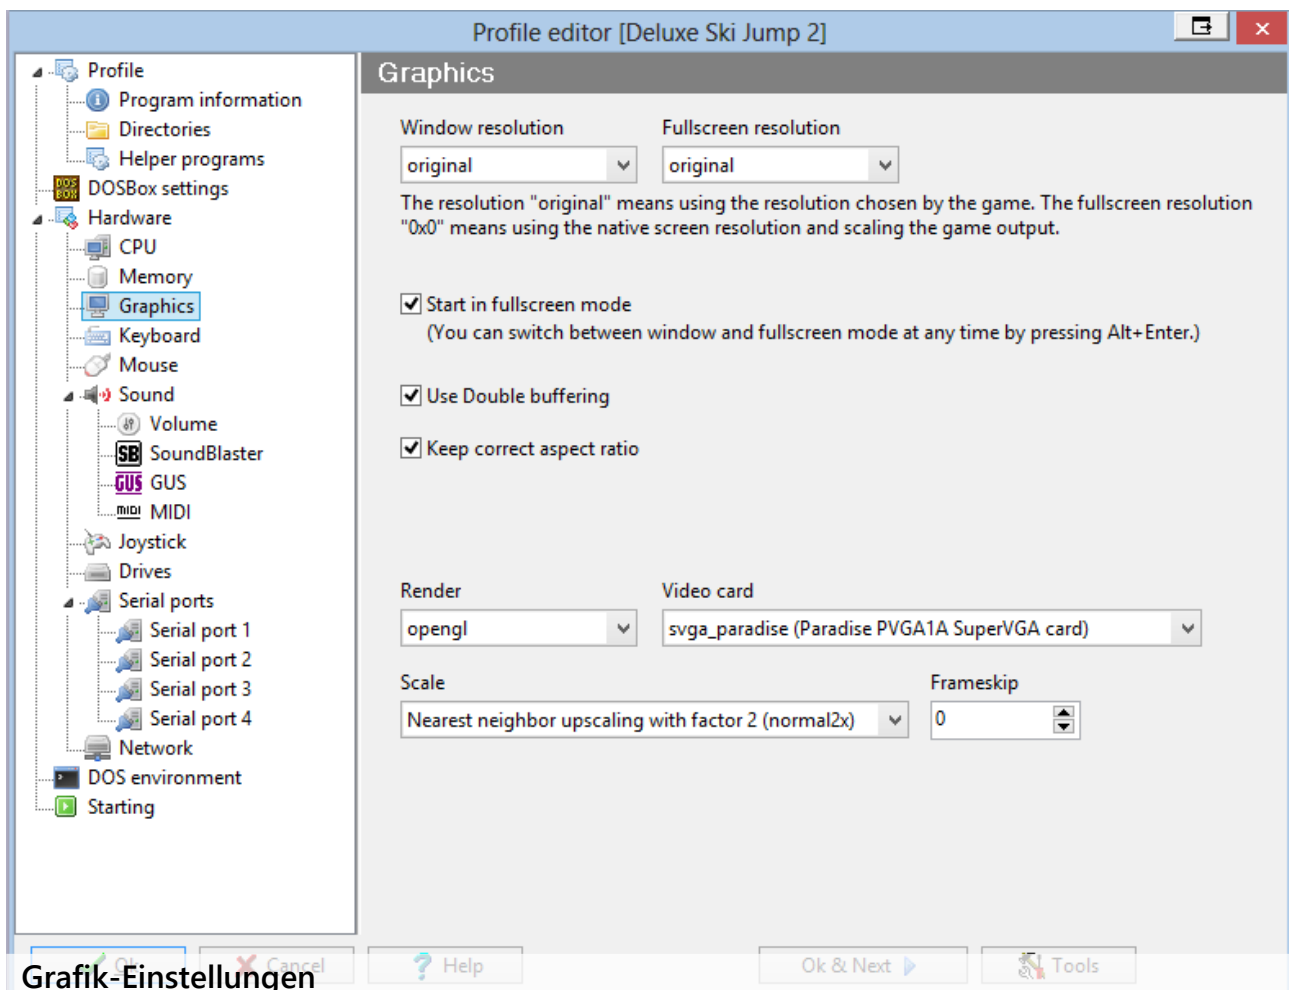 Profile editor [Deluxe Ski Jump 2]
Profile
Program information
Directories
Helper programs
DOSBox settings
Hardware
CPU
Memory
Graphics
Keyboard
Mouse
Sound
Volume
SB SoundBlaster
GUS GUS
MIDI MIDI
Joystick
Drives
Serial ports
Serial port 1
Serial port 2
Serial port 3
Serial port 4
Network
DOS environment
Starting
Graphics
Window resolution
Fullscreen resolution
original
original
The resolution "original" means using the resolution chosen by the game. The fullscreen resolution
"0x0" means using the native screen resolution and scaling the game output.
Start in fullscreen mode
(You can switch between window and fullscreen mode at any time by pressing Alt+Enter.)
Use Double buffering
Keep correct aspect ratio
Render
Video card
opengl
svga_paradise (Paradise PVGA1A SuperVGA card)
Scale
Frameskip
Nearest neighbor upscaling with factor 2 (normal2x)
0
Ok
Cancel
Help
Ok & Next
Tools
Grafik-Einstellungen